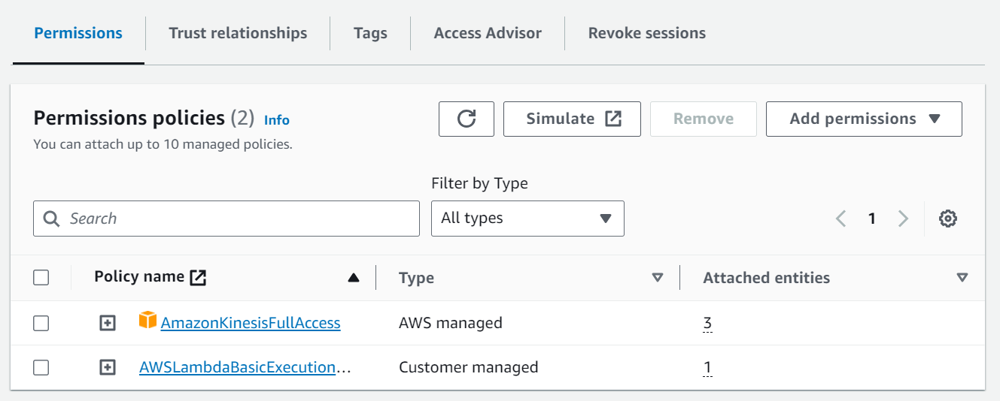 Permissions Trust relationships Tags Access Advisor Revoke sessions
Permissions policies (2) Info
You can attach up to 10 managed policies.
Simulate Remove Add permissions
Filter by Type
Search All types 1
Policy name Type Attached entities
AmazonKinesisFullAccess AWS managed 3
AWSLambdaBasicExecution... Customer managed 1